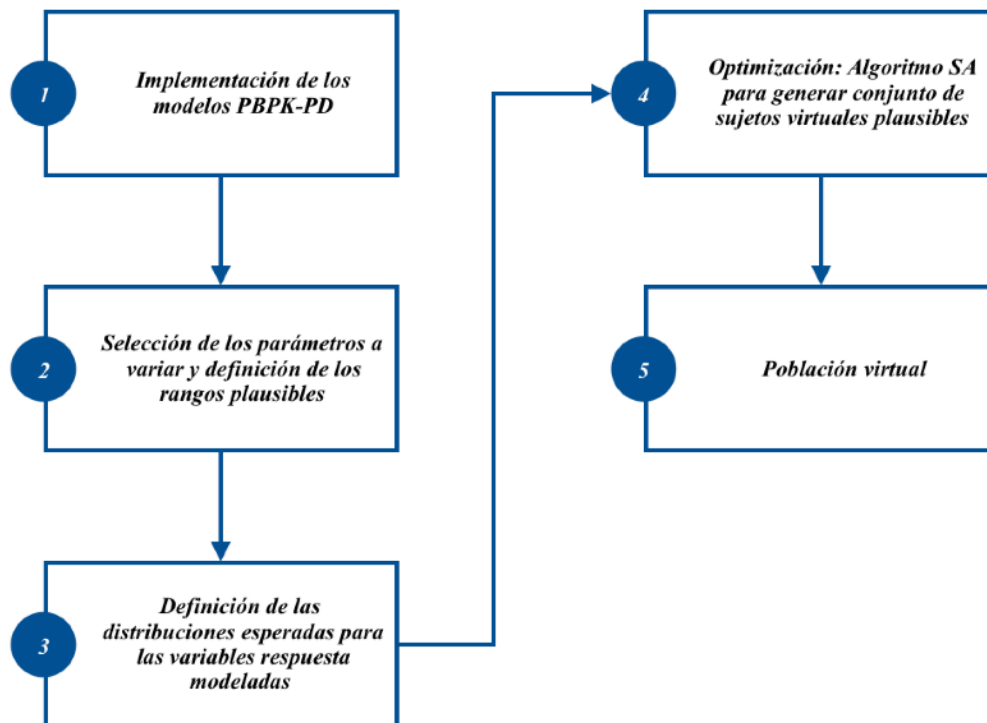 1
Implementación de los
modelos PBPK-PD
2
Selección de los parámetros a
variar y definición de los
rangos plausibles
3
Definición de las
distribuciones esperadas para
las variables respuesta
modeladas
4
Optimización: Algoritmo SA
para generar conjunto de
sujetos virtuales plausibles
5
Población virtual